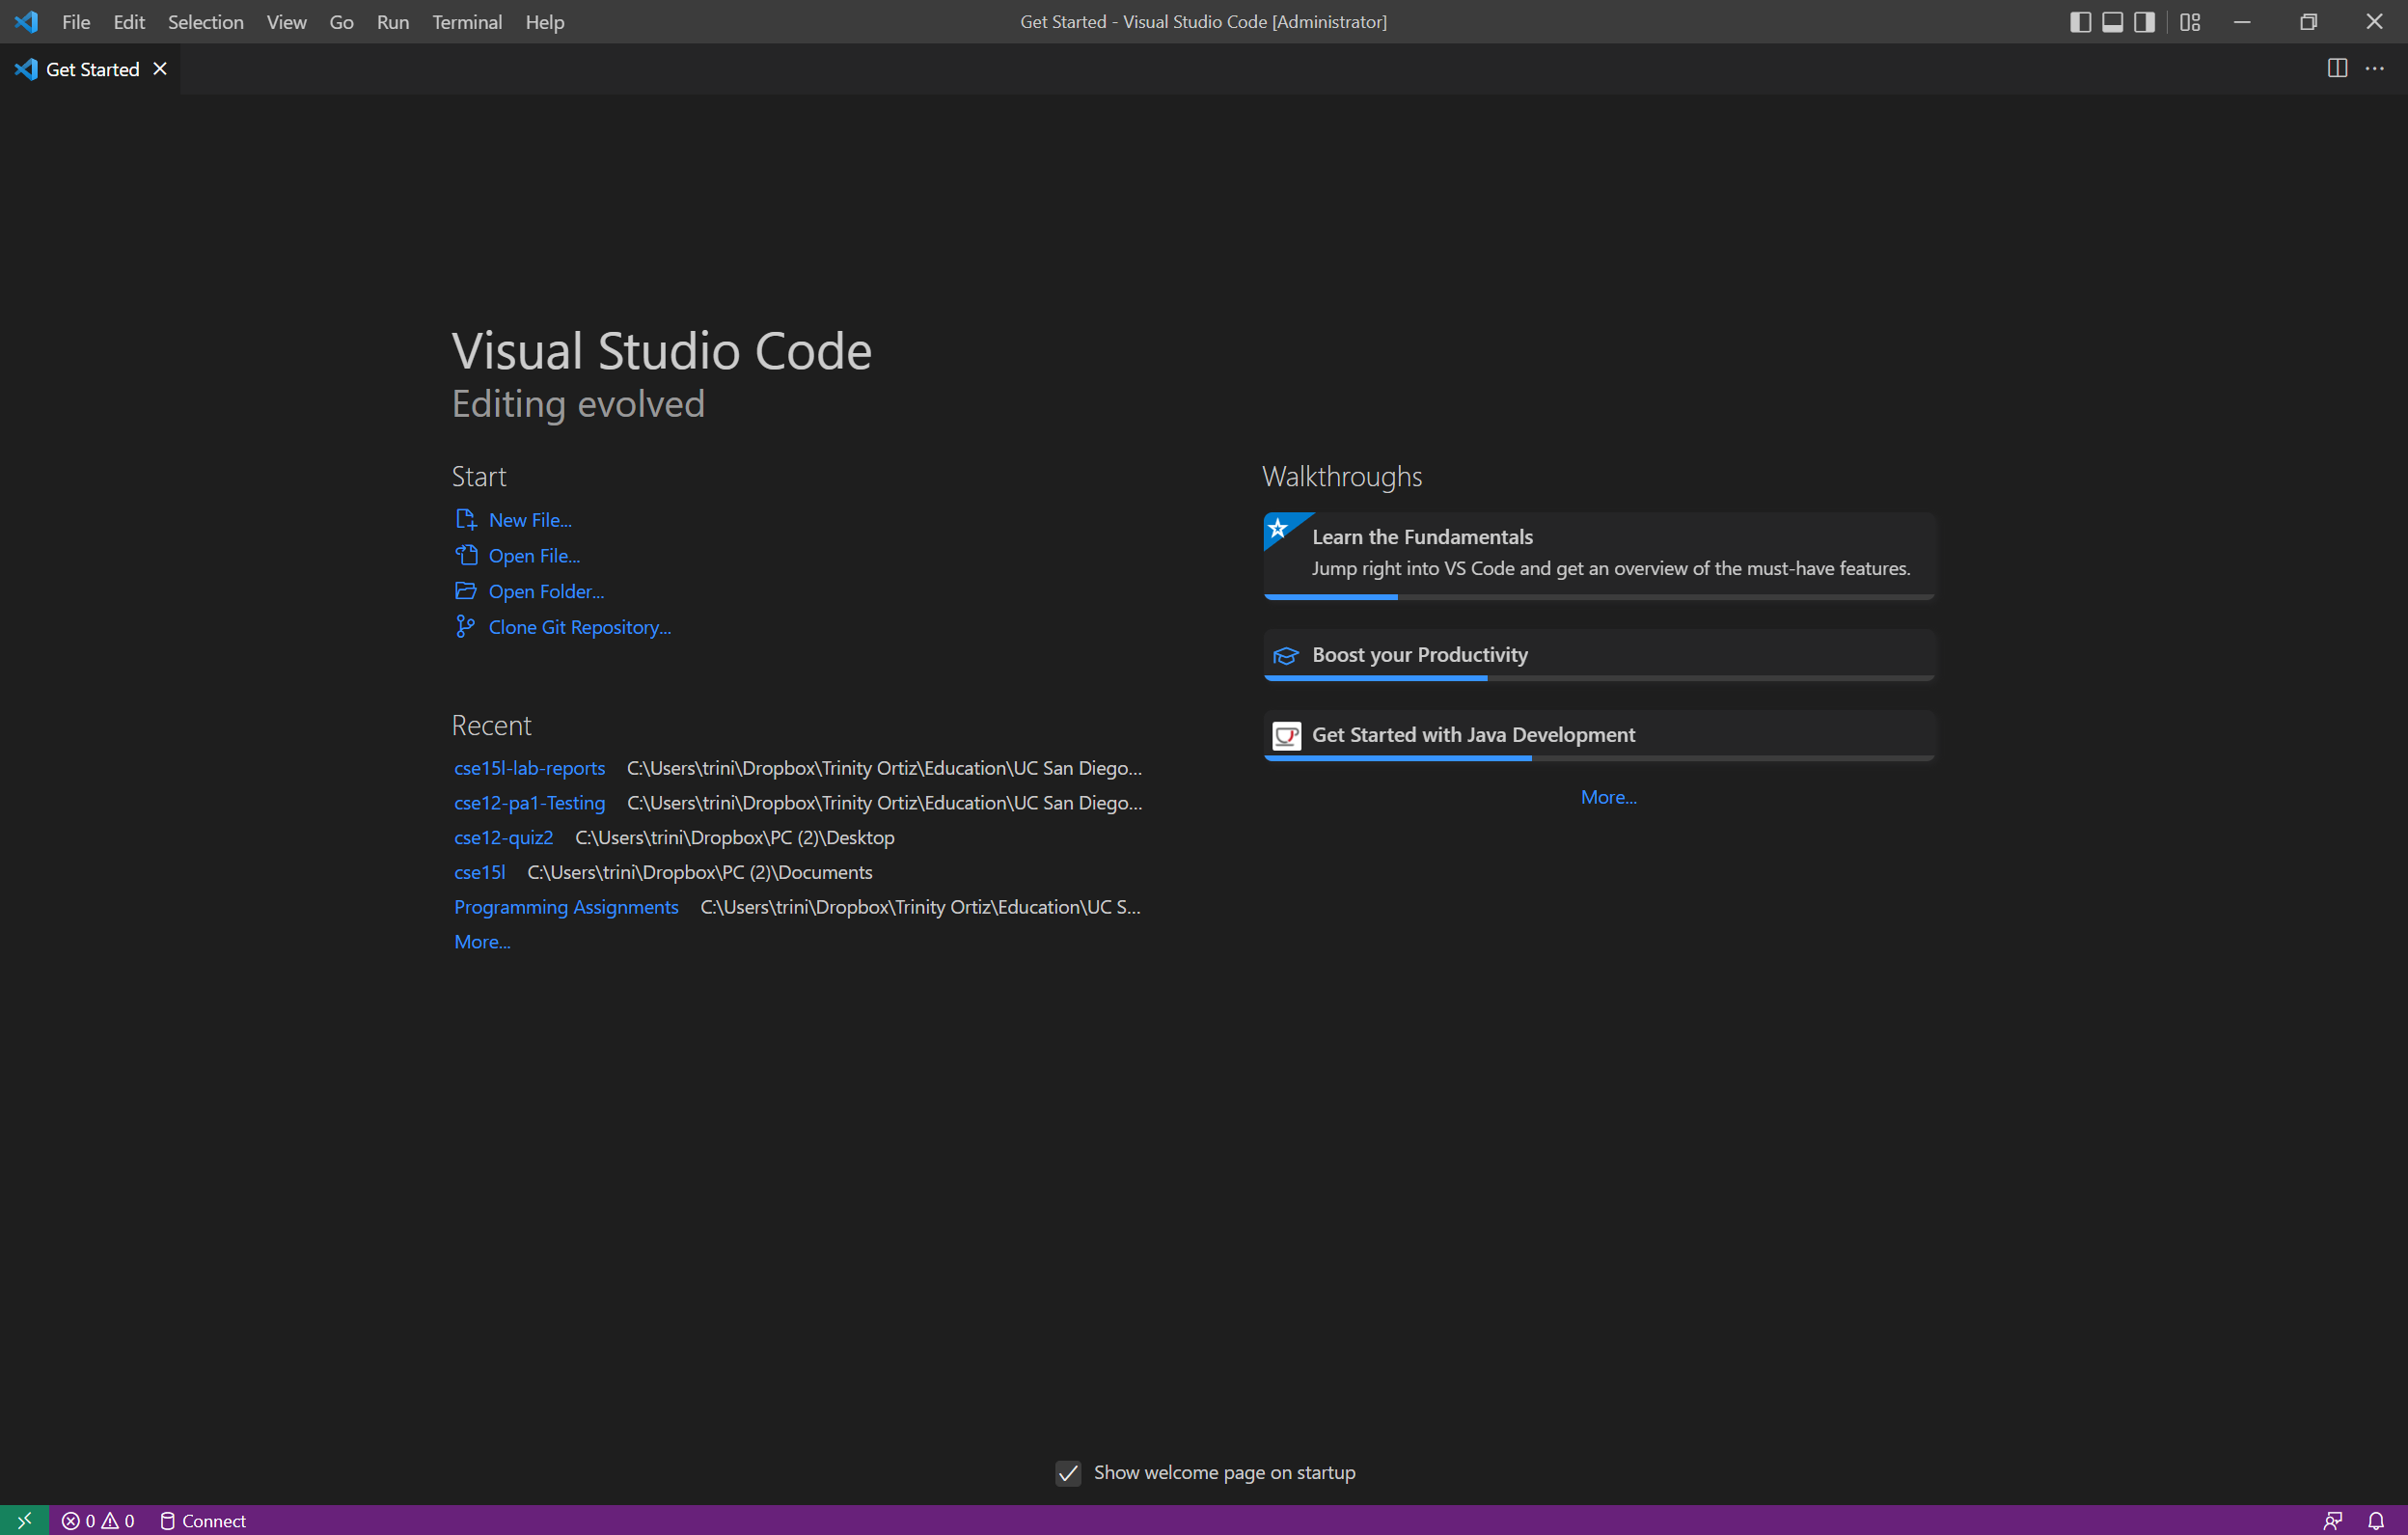 File Edit Selection View Go Run Terminal Help
Get Started - Visual Studio Code [Administrator]
Get Started
Visual Studio Code
Editing evolved
Start
New File...
Open File...
Open Folder...
Clone Git Repository...
Recent
cse15l-lab-reports C:\Users\trini\Dropbox\Trinity Ortiz\Education\UC San Diego...
cse12-pa1-Testing C:\Users\trini\Dropbox\Trinity Ortiz\Education\UC San Diego...
cse12-quiz2 C:\Users\trini\Dropbox\PC (2)\Desktop
cse15l C:\Users\trini\Dropbox\PC (2)\Documents
Programming Assignments C:\Users\trini\Dropbox\Trinity Ortiz\Education\UC S...
More...
Walkthroughs
Learn the Fundamentals
Jump right into VS Code and get an overview of the must-have features.
Boost your Productivity
Get Started with Java Development
More...
Show welcome page on startup
0 0 Connect